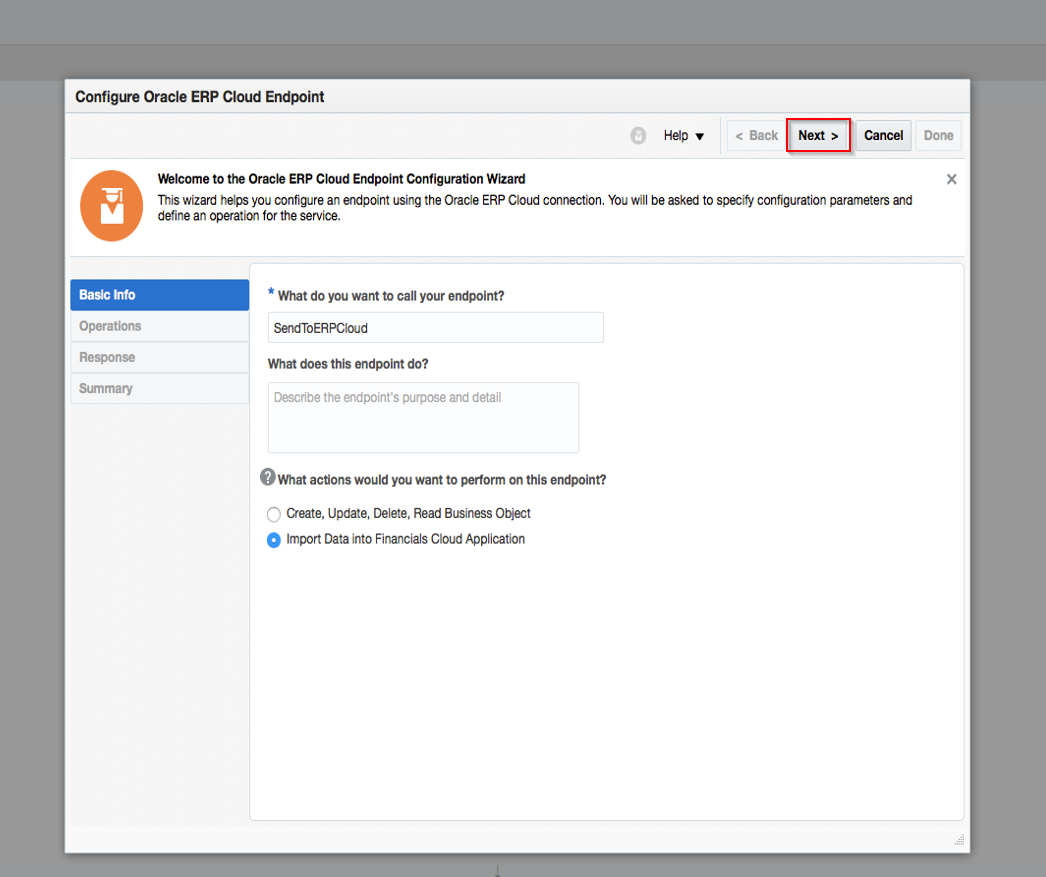 Configure Oracle ERP Cloud Endpoint
Help ▼ < Back Next > Cancel Done
Welcome to the Oracle ERP Cloud Endpoint Configuration Wizard
This wizard helps you configure an endpoint using the Oracle ERP Cloud connection. You will be asked to specify configuration parameters and
define an operation for the service.
Basic Info
Operations
Response
Summary
* What do you want to call your endpoint?
SendToERPCloud
What does this endpoint do?
Describe the endpoint's purpose and detail
? What actions would you want to perform on this endpoint?
Create, Update, Delete, Read Business Object
Import Data into Financials Cloud Application